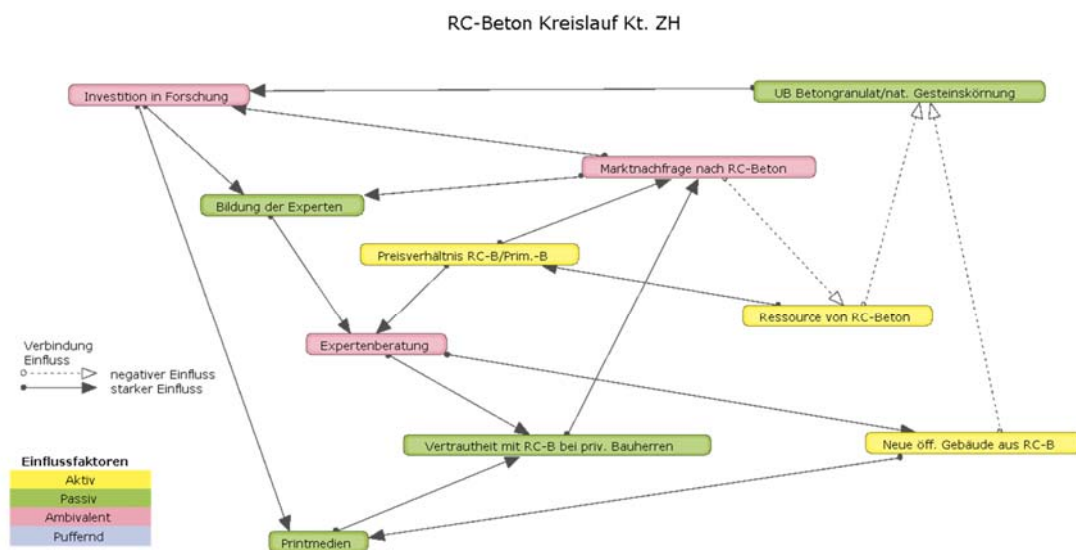 RC-Beton Kreislauf Kt. ZH
Investition in Forschung
UB Betongranulat/nat. Gesteinskörnung
Marktnachfrage nach RC-Beton
Bildung der Experten
Preisverhältnis RC-B/Prim.-B
Ressource von RC-Beton
Expertenberatung
Verbindung
Einfluss
negativer Einfluss
starker Einfluss
Vertrautheit mit RC-B bei priv. Bauherren
Neue öff. Gebäude aus RC-B
Einflussfaktoren
Aktiv
Passiv
Ambivalent
Puffernd
Printmedien